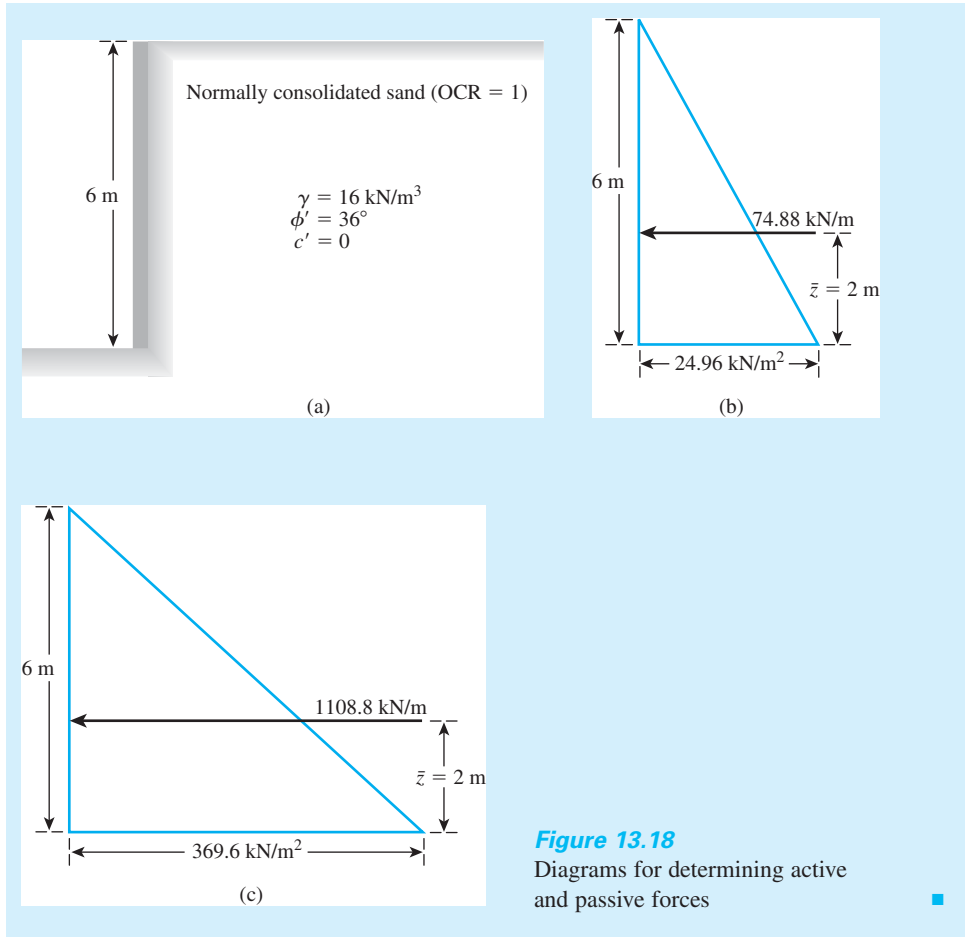 Normally consolidated sand (OCR = 1)
6 m
γ = 16 kN/m³
ϕ′ = 36°
c′ = 0
(a)
6 m
74.88 kN/m
z̄ = 2 m
24.96 kN/m²
(b)
6 m
1108.8 kN/m
z̄ = 2 m
369.6 kN/m²
(c)
Figure 13.18
Diagrams for determining active
and passive forces